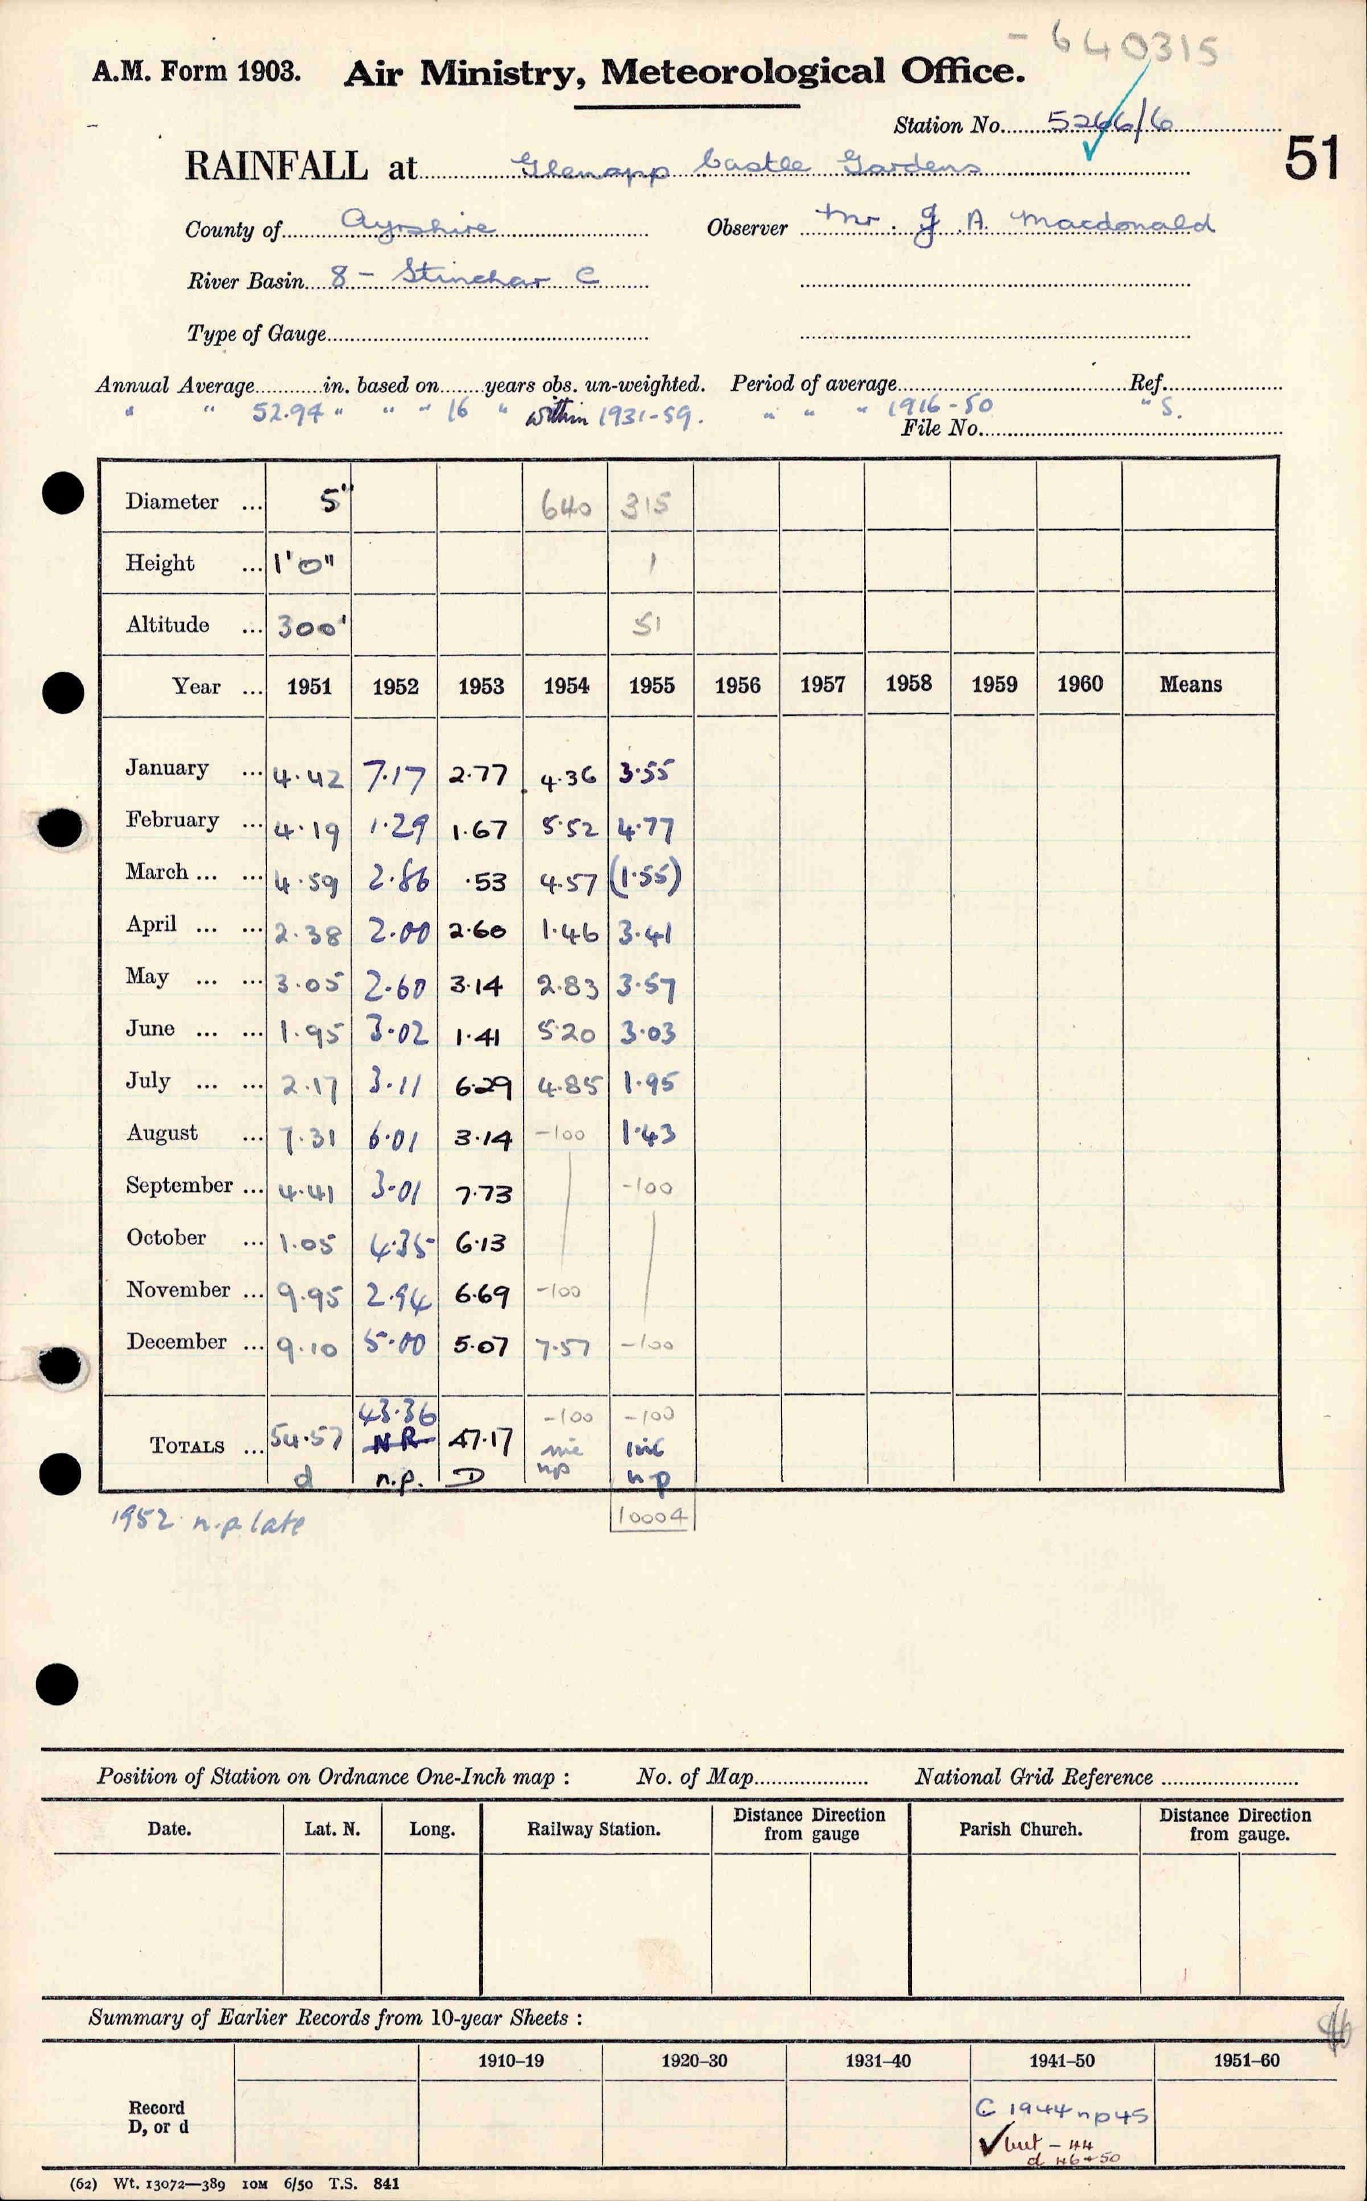 - 640315
A.M. Form 1903. Air Ministry, Meteorological Office.
Station No. 5266/6
51
RAINFALL at Glenapp Castle Gardens
County of Ayrshire Observer Mr. J. A. Macdonald
River Basin 8 - Stinchar C
Type of Gauge
Annual Average in. based on years obs. un-weighted. Period of average Ref.
" " 52.94 " " " 16 " within 1931-59. " " " 1916-50 " S.
File No.
Diameter ... 5" 640 315
Height ... 1'0" 1
Altitude ... 300' 51
Year ... 1951 1952 1953 1954 1955 1956 1957 1958 1959 1960 Means
January ... 4.42 7.17 2.77 4.36 3.55
February ... 4.19 1.29 1.67 5.52 4.77
March ... ... 4.59 2.86 .53 4.57 (1.55)
April ... ... 2.38 2.00 2.60 1.46 3.41
May ... ... 3.05 2.60 3.14 2.83 3.57
June ... ... 1.95 3.02 1.41 5.20 3.03
July ... ... 2.17 3.11 6.29 4.85 1.95
August ... 7.31 6.01 3.14 -100 1.43
September ... 4.41 3.01 7.73 -100
October ... 1.05 4.35 6.13
November ... 9.95 2.94 6.69 -100
December ... 9.10 5.00 5.07 7.57 -100
43.36 -100 -100
TOTALS ... 54.57 NR 47.17 inc inc
d n.p. D np np
1952 n.p. late 10004
Position of Station on Ordnance One-Inch map : No. of Map National Grid Reference
Date. Lat. N. Long. Railway Station. Distance from gauge Direction Parish Church. Distance from gauge. Direction
Summary of Earlier Records from 10-year Sheets :
1910–19 1920–30 1931–40 1941–50 1951–60
Record D, or d
C 1944 np45
✓ but - 44
d 46-50
(62) Wt. 13072—389 10M 6/50 T.S. 841